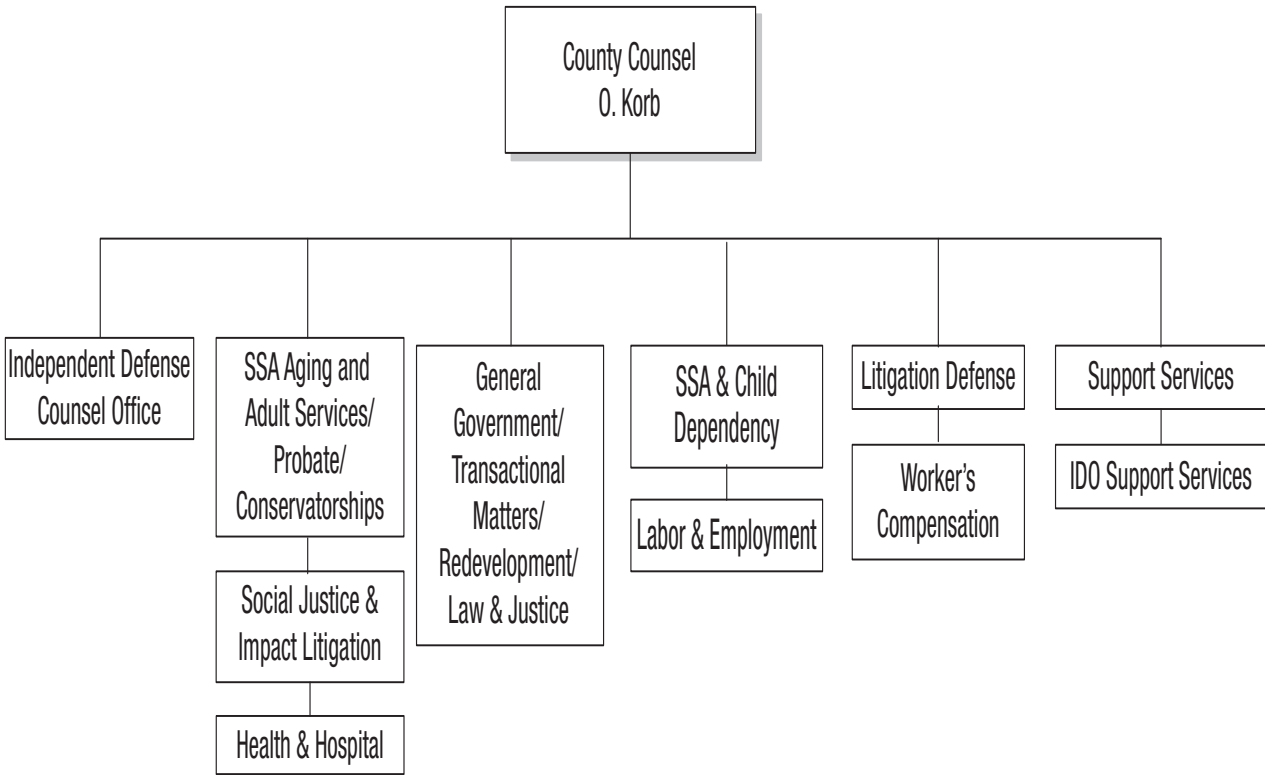 County Counsel
O. Korb
Independent Defense
Counsel Office
SSA Aging and
Adult Services/
Probate/
Conservatorships
Social Justice &
Impact Litigation
Health & Hospital
General
Government/
Transactional
Matters/
Redevelopment/
Law & Justice
SSA & Child
Dependency
Labor & Employment
Litigation Defense
Worker's
Compensation
Support Services
IDO Support Services